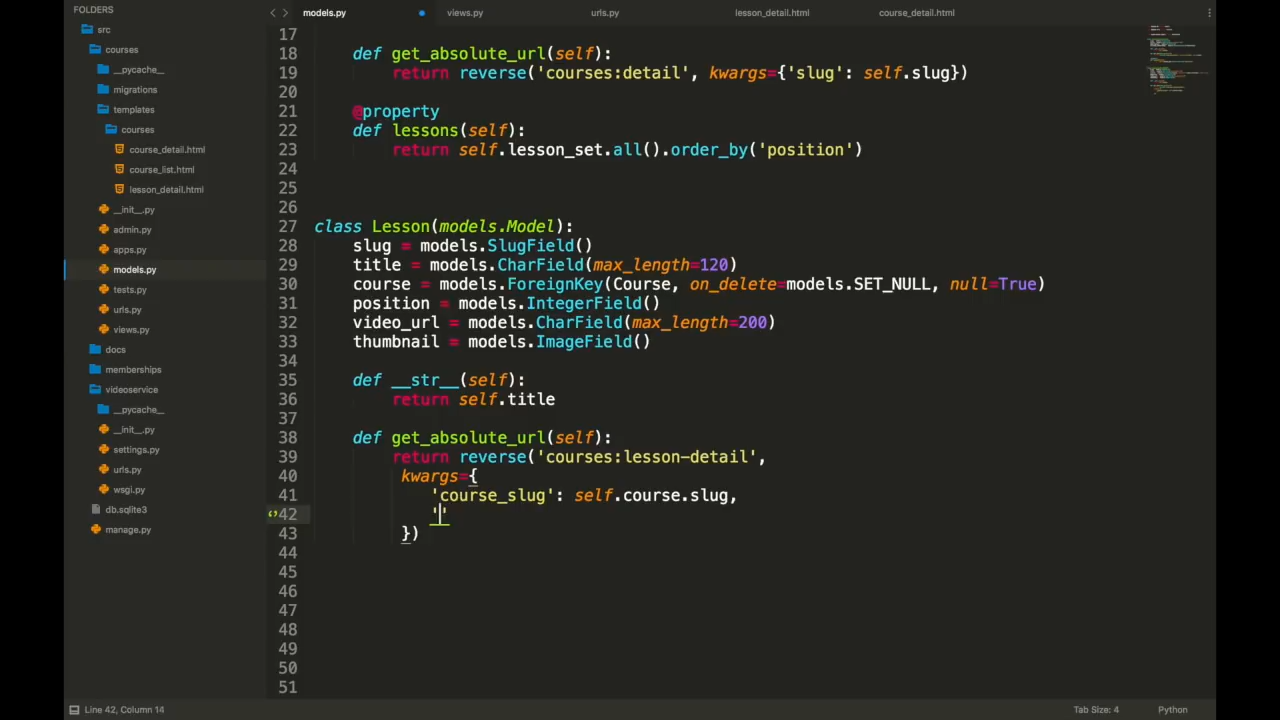 FOLDERS
src
courses
__pycache__
migrations
templates
courses
course_detail.html
course_list.html
lesson_detail.html
__init__.py
admin.py
apps.py
models.py
tests.py
urls.py
views.py
docs
memberships
videoservice
__pycache__
__init__.py
settings.py
urls.py
wsgi.py
db.sqlite3
manage.py
models.py views.py urls.py lesson_detail.html course_detail.html
17
18 def get_absolute_url(self):
19 return reverse('courses:detail', kwargs={'slug': self.slug})
20
21 @property
22 def lessons(self):
23 return self.lesson_set.all().order_by('position')
24
25
26
27 class Lesson(models.Model):
28 slug = models.SlugField()
29 title = models.CharField(max_length=120)
30 course = models.ForeignKey(Course, on_delete=models.SET_NULL, null=True)
31 position = models.IntegerField()
32 video_url = models.CharField(max_length=200)
33 thumbnail = models.ImageField()
34
35 def __str__(self):
36 return self.title
37
38 def get_absolute_url(self):
39 return reverse('courses:lesson-detail',
40 kwargs={
41 'course_slug': self.course.slug,
42 ''
43 })
44
45
46
47
48
49
50
51
Line 42, Column 14 Tab Size: 4 Python